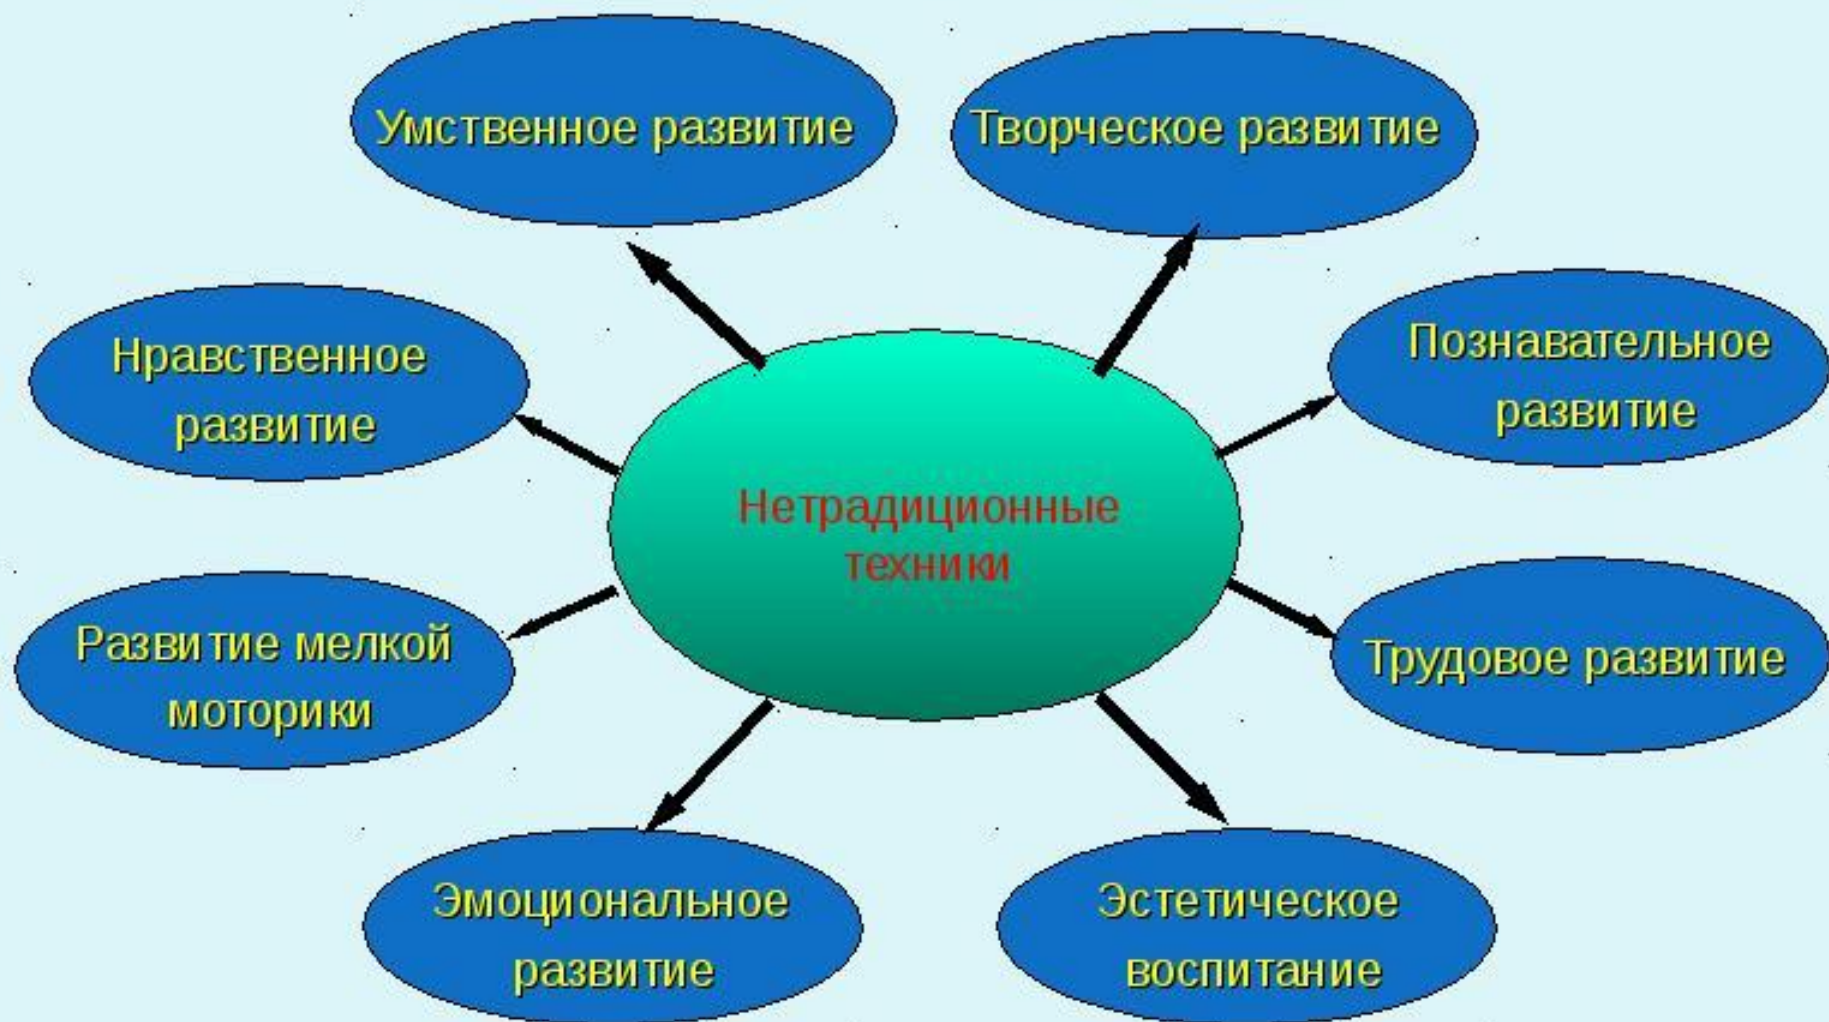 Умственное развитие
Творческое развитие
Нравственное
развитие
Познавательное
развитие
Нетрадиционные
техники
Развитие мелкой
моторики
Трудовое развитие
Эмоциональное
развитие
Эстетическое
воспитание